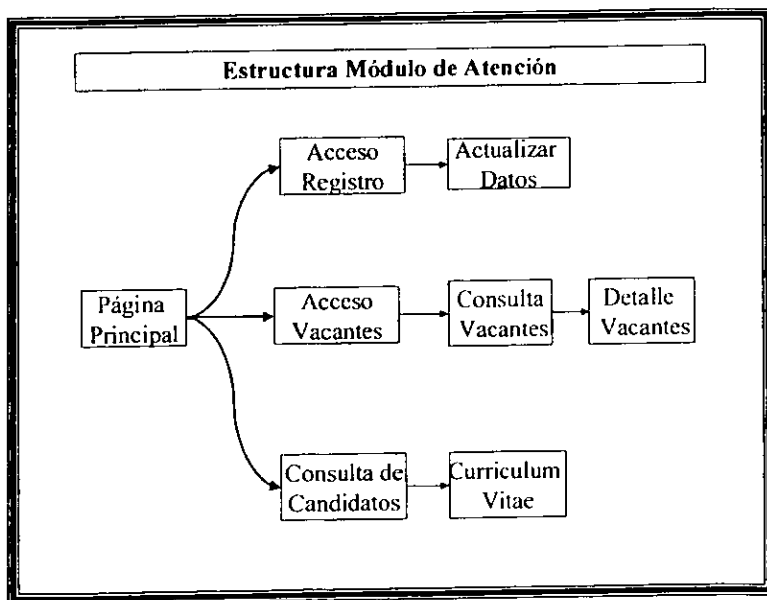 Estructura Módulo de Atención
Acceso
Registro
Actualizar
Datos
Página
Principal
Acceso
Vacantes
Consulta
Vacantes
Detalle
Vacantes
Consulta de
Candidatos
Curriculum
Vitae